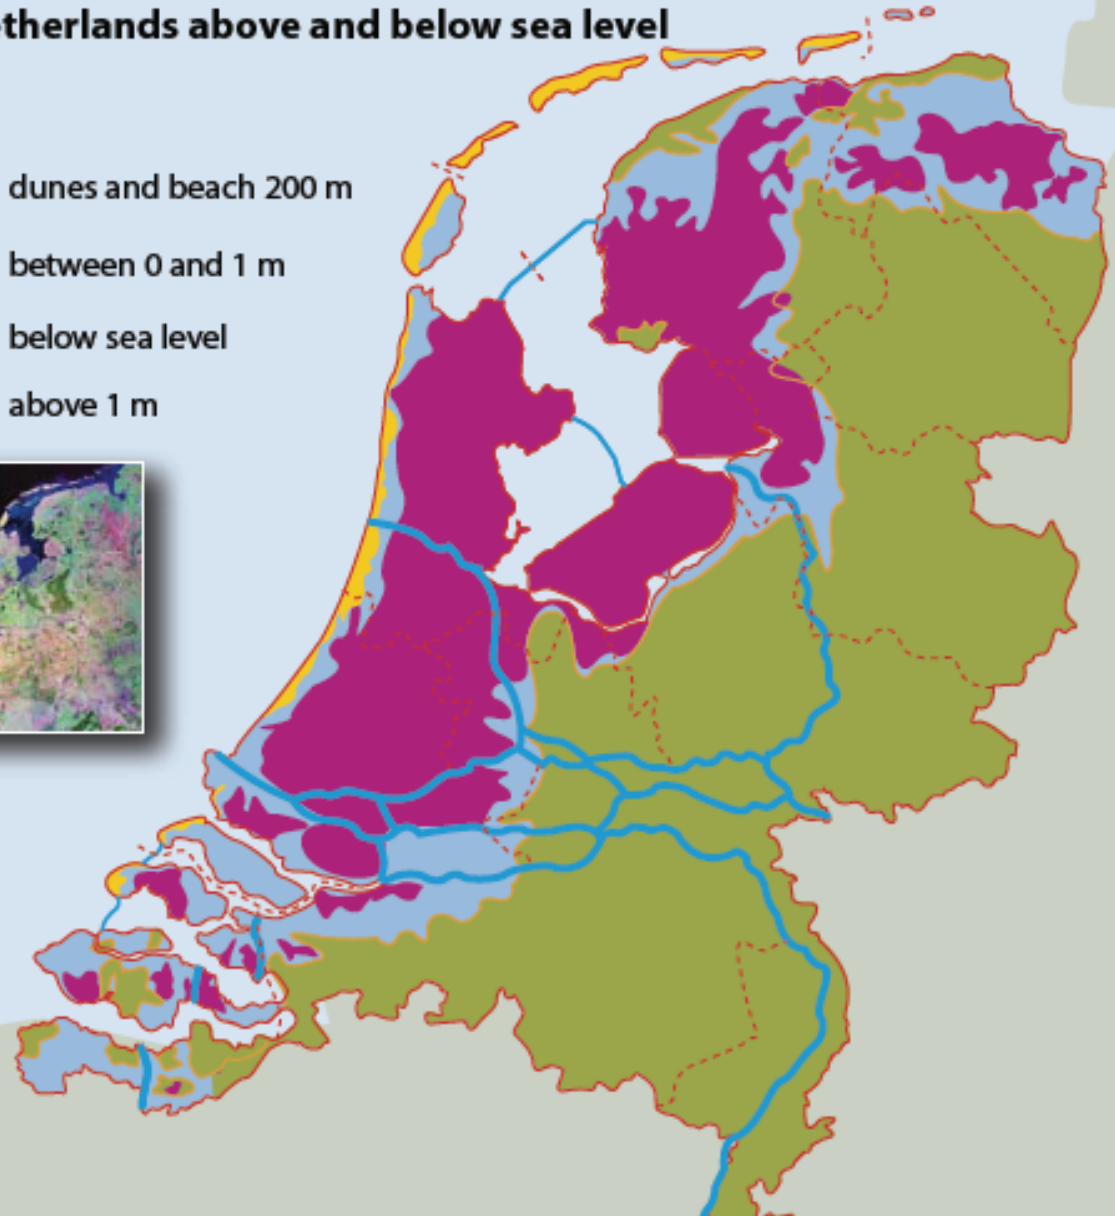 therlands above and below sea level
dunes and beach 200 m
between 0 and 1 m
below sea level
above 1 m